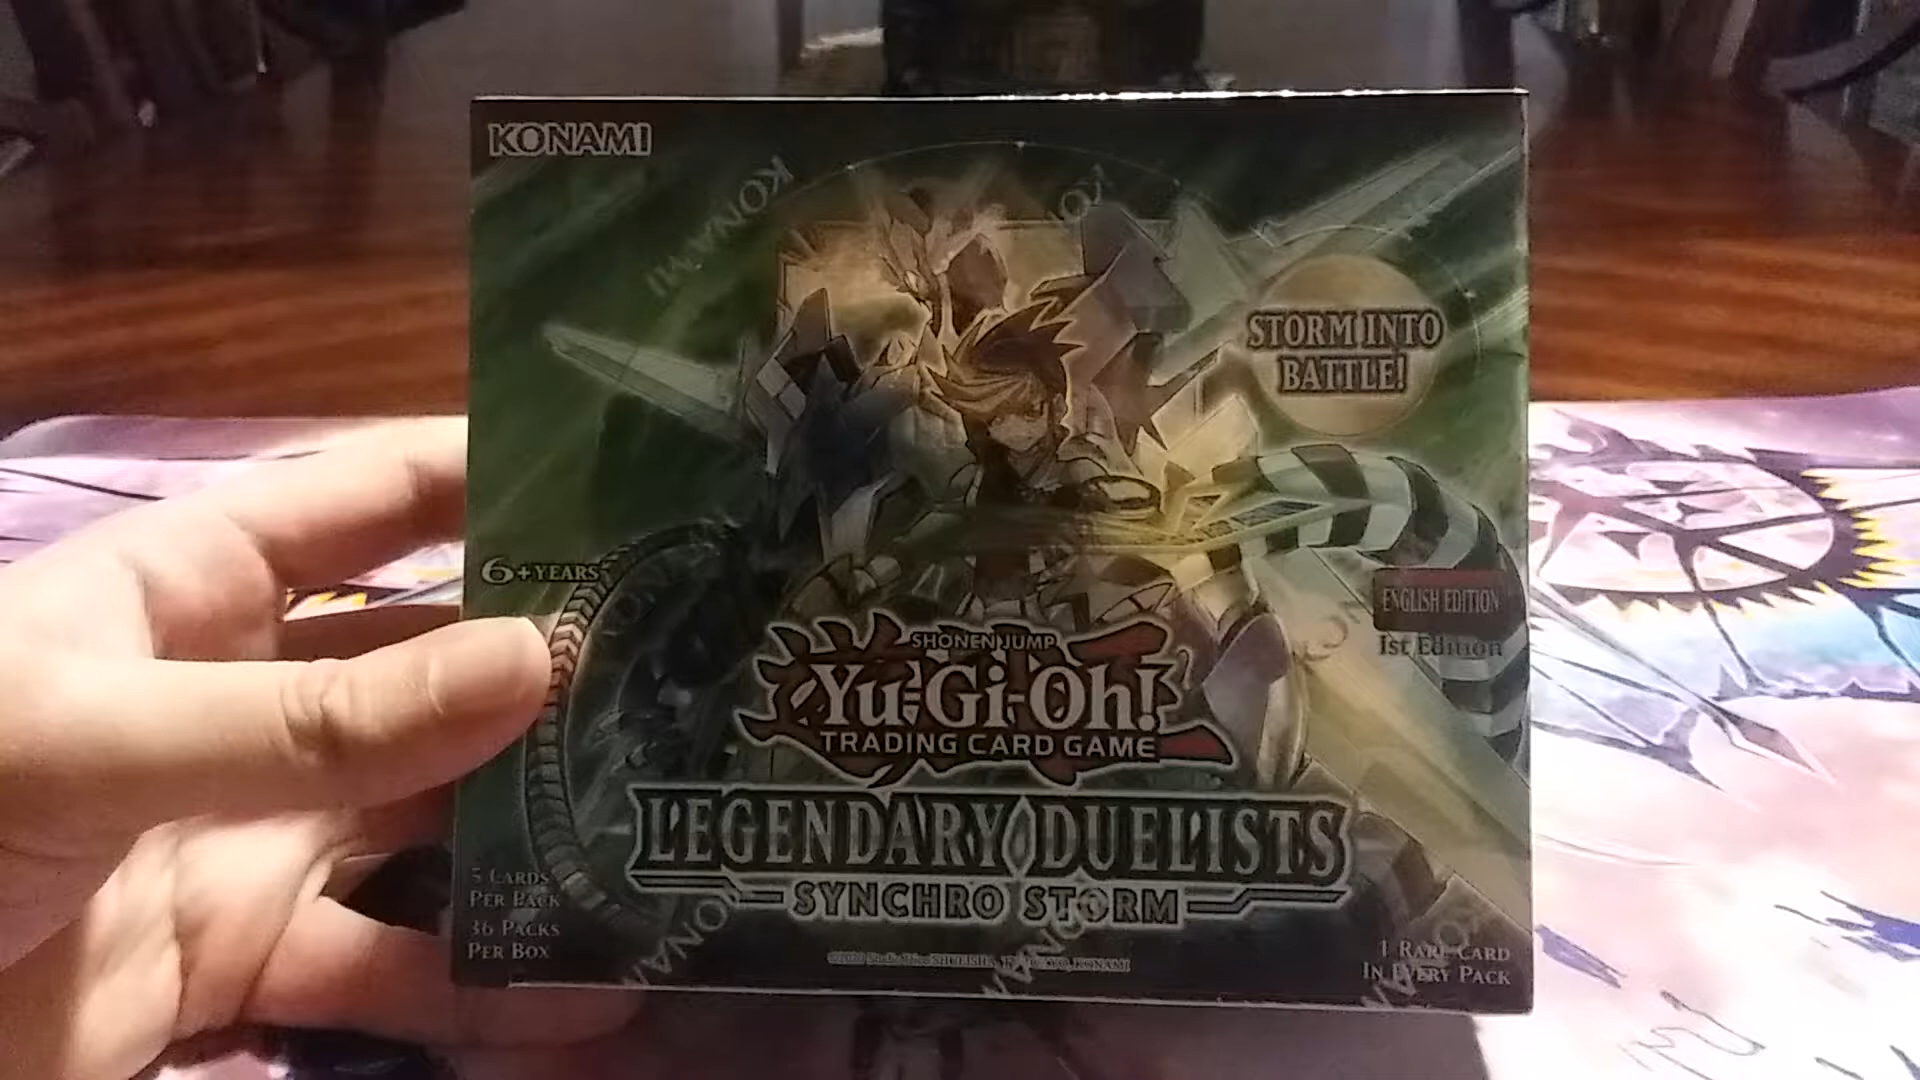 KONAMI
KONAMI
STORM INTO
BATTLE!
6+ YEARS
ENGLISH EDITION
1st Edition
SHONEN JUMP
Yu-Gi-Oh!
TRADING CARD GAME
LEGENDARY DUELISTS
SYNCHRO STORM
5 CARDS
PER PACK
36 PACKS
PER BOX
1 RARE CARD
IN EVERY PACK